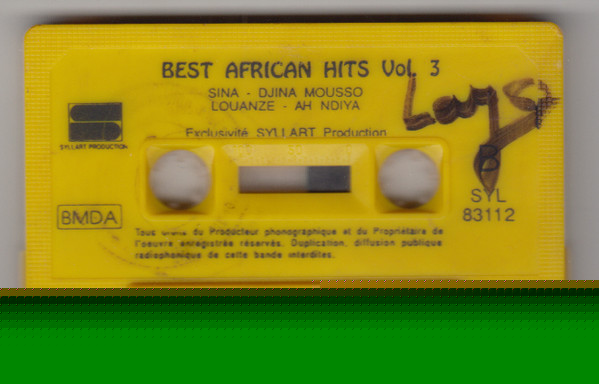 BEST AFRICAN HITS Vol. 3
SINA - DJINA MOUSSO
LOUANZE - AH NDIYA
Exclusivité SYLLART Production
SYLLART PRODUCTION
B
SYL
83112
BMDA
Tous droits du Producteur phonographique et du Propriétaire de
l'oeuvre enregistrée réservés. Duplication, diffusion publique
radiophonique de cette bande interdites.